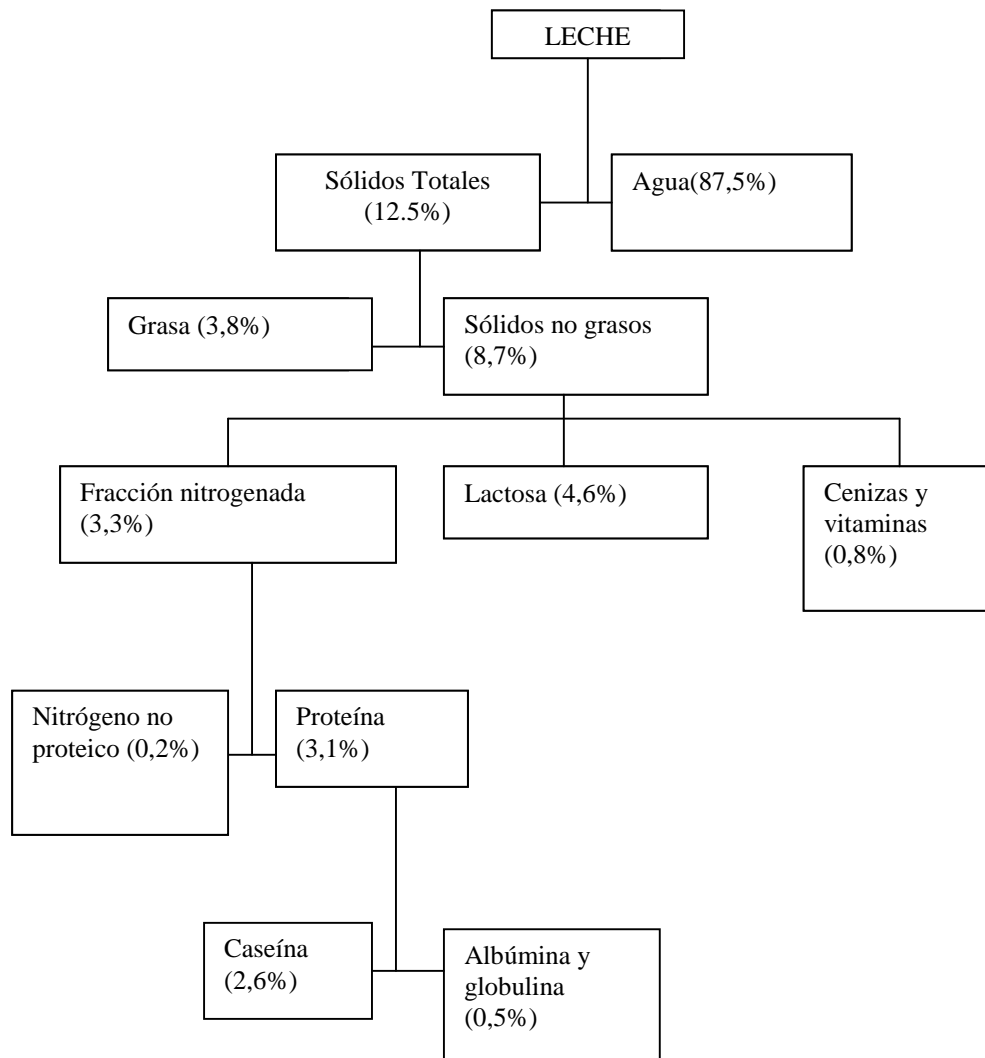 LECHE
Sólidos Totales
(12.5%)
Agua(87,5%)
Grasa (3,8%)
Sólidos no grasos
(8,7%)
Fracción nitrogenada
(3,3%)
Lactosa (4,6%)
Cenizas y
vitaminas
(0,8%)
Nitrógeno no
proteico (0,2%)
Proteína
(3,1%)
Caseína
(2,6%)
Albúmina y
globulina
(0,5%)